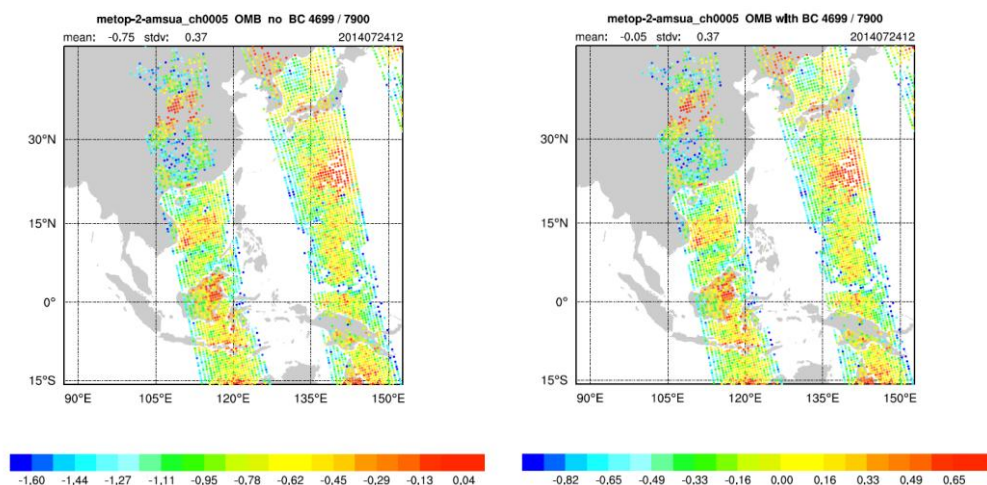 metop-2-amsua_ch0005 OMB no BC 4699 / 7900
mean: -0.75 stdv: 0.37 2014072412
30°N
15°N
0°
15°S
90°E 105°E 120°E 135°E 150°E
-1.60 -1.44 -1.27 -1.11 -0.95 -0.78 -0.62 -0.45 -0.29 -0.13 0.04
metop-2-amsua_ch0005 OMB with BC 4699 / 7900
mean: -0.05 stdv: 0.37 2014072412
30°N
15°N
0°
15°S
90°E 105°E 120°E 135°E 150°E
-0.82 -0.65 -0.49 -0.33 -0.16 0.00 0.16 0.33 0.49 0.65